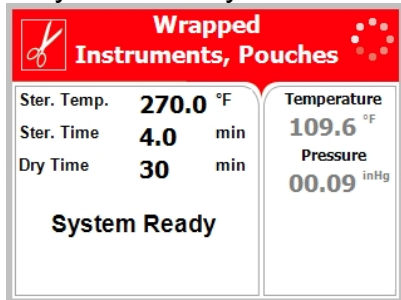 Wrapped
Instruments, Pouches
Ster. Temp. 270.0 °F
Ster. Time 4.0 min
Dry Time 30 min
System Ready
Temperature
109.6 °F
Pressure
00.09 inHg